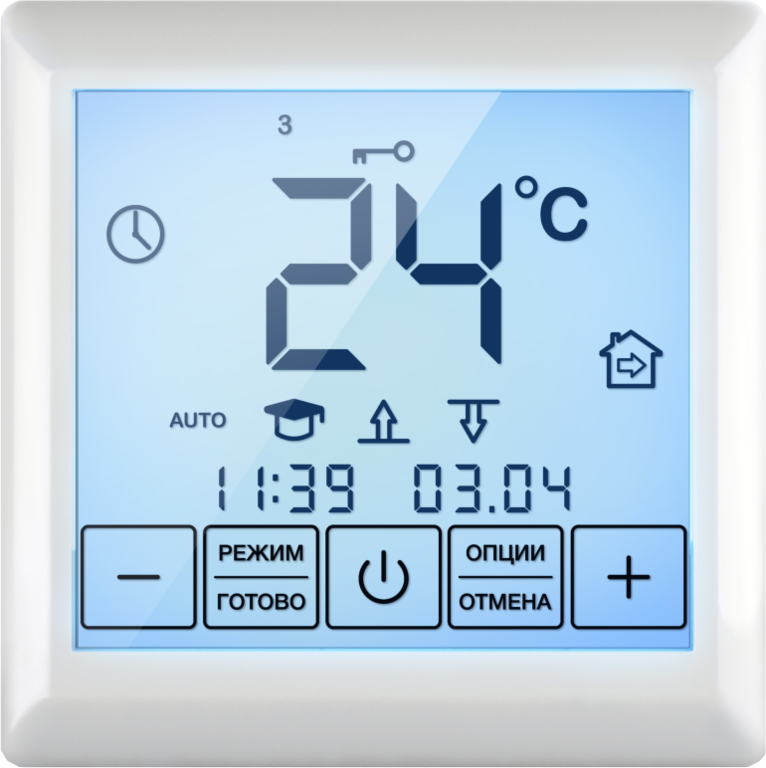 3
24 °C
AUTO
11:39 03.04
РЕЖИМ
ГОТОВО
ОПЦИИ
ОТМЕНА